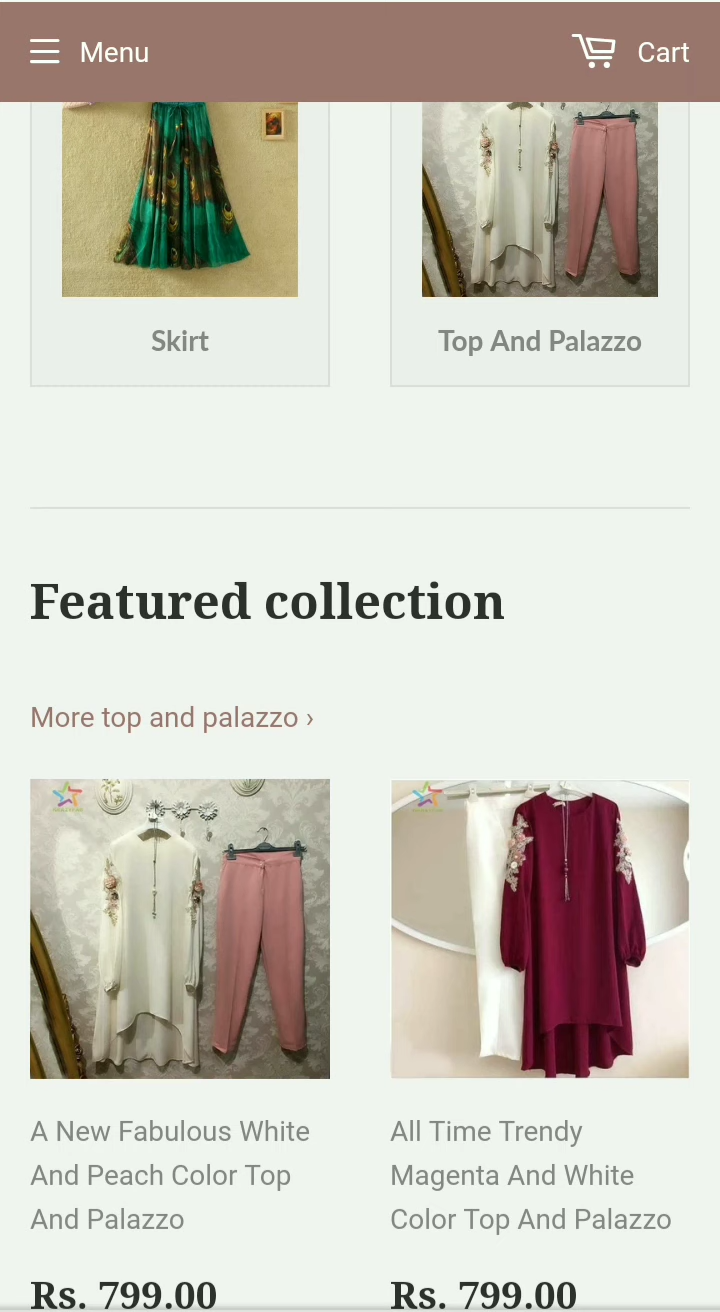 Menu
Cart
Skirt
Top And Palazzo
Featured collection
More top and palazzo ›
A New Fabulous White
And Peach Color Top
And Palazzo
Rs. 799.00
All Time Trendy
Magenta And White
Color Top And Palazzo
Rs. 799.00